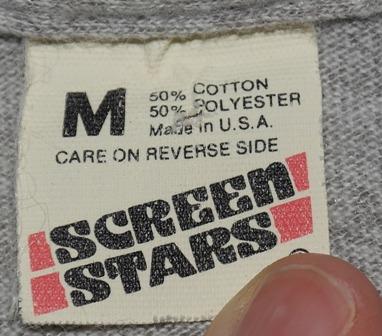 M
50% COTTON
50% POLYESTER
Made in U.S.A.
CARE ON REVERSE SIDE
SCREEN
STARS